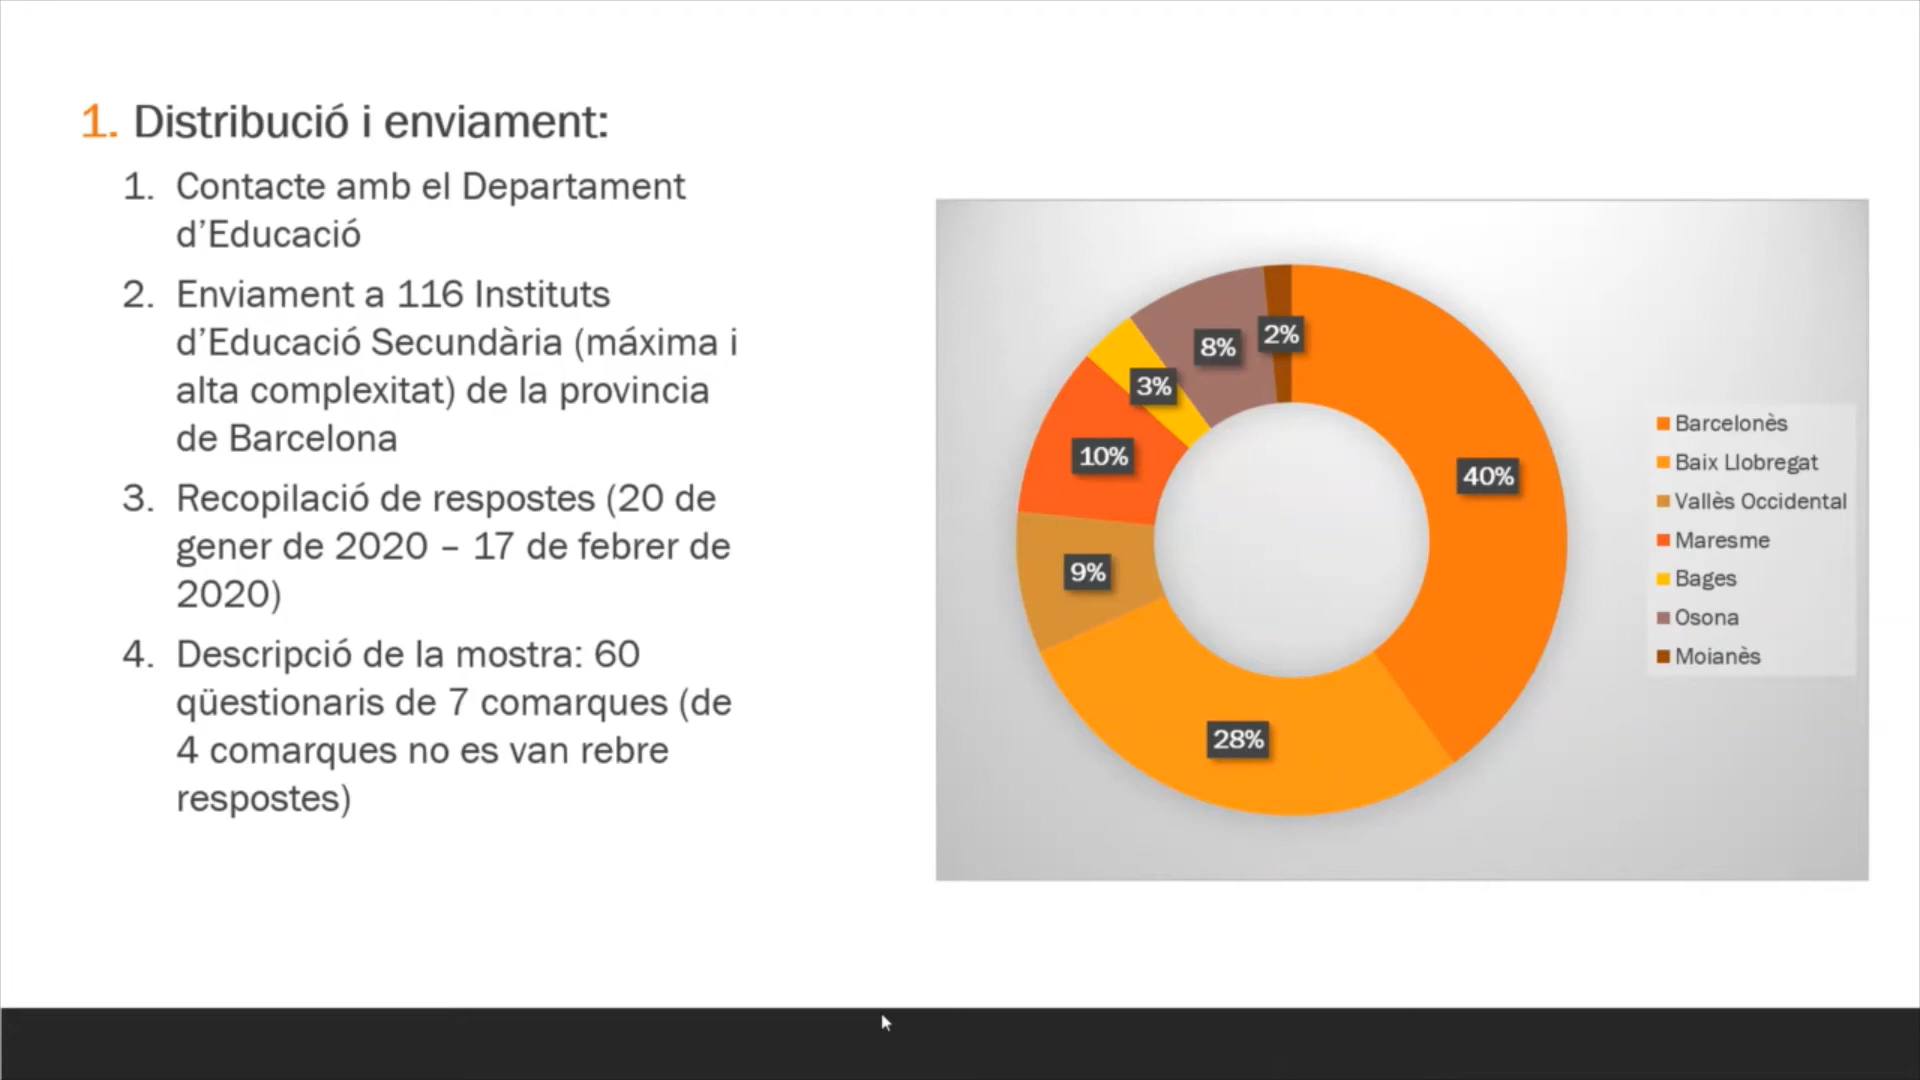 1. Distribució i enviament:
1. Contacte amb el Departament
d’Educació
2. Enviament a 116 Instituts
d’Educació Secundària (máxima i
alta complexitat) de la provincia
de Barcelona
3. Recopilació de respostes (20 de
gener de 2020 – 17 de febrer de
2020)
4. Descripció de la mostra: 60
qüestionaris de 7 comarques (de
4 comarques no es van rebre
respostes)
2%
8%
3%
10%
40%
9%
28%
Barcelonès
Baix Llobregat
Vallès Occidental
Maresme
Bages
Osona
Moianès